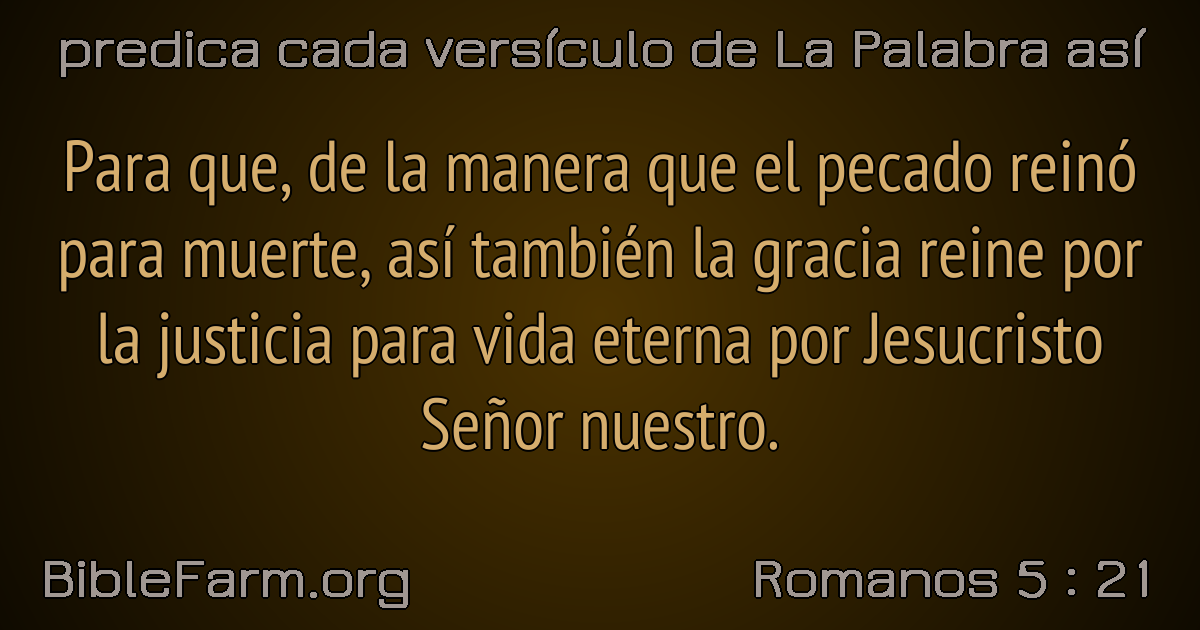 predica cada versículo de La Palabra así
Para que, de la manera que el pecado reinó
para muerte, así también la gracia reine por
la justicia para vida eterna por Jesucristo
Señor nuestro.
BibleFarm.org
Romanos 5 : 21